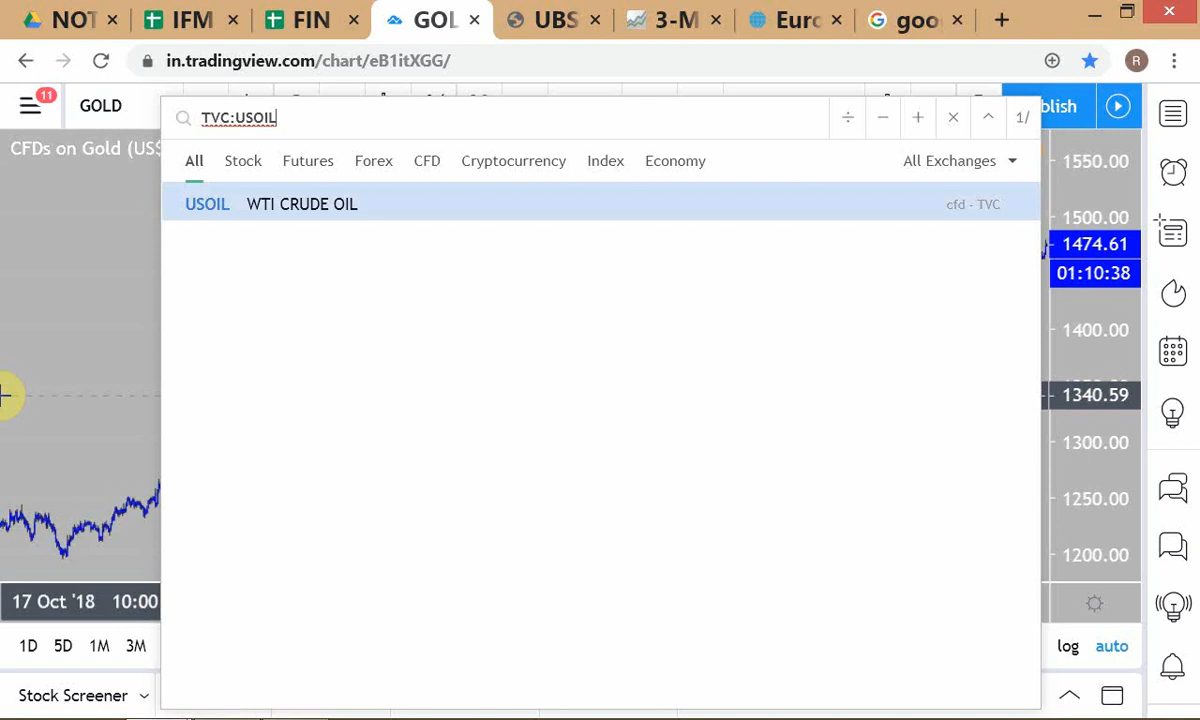 NOT
IFM
FIN
GOL
UBS
3-M
Euro
goo
in.tradingview.com/chart/eB1itXGG/
R
11
GOLD
TVC:USOIL
1/
blish
CFDs on Gold (US$
All
Stock
Futures
Forex
CFD
Cryptocurrency
Index
Economy
All Exchanges
USOIL WTI CRUDE OIL
cfd - TVC
1550.00
1500.00
1474.61
01:10:38
1400.00
1340.59
1300.00
1250.00
1200.00
17 Oct '18 10:00
1D 5D 1M 3M
log auto
Stock Screener